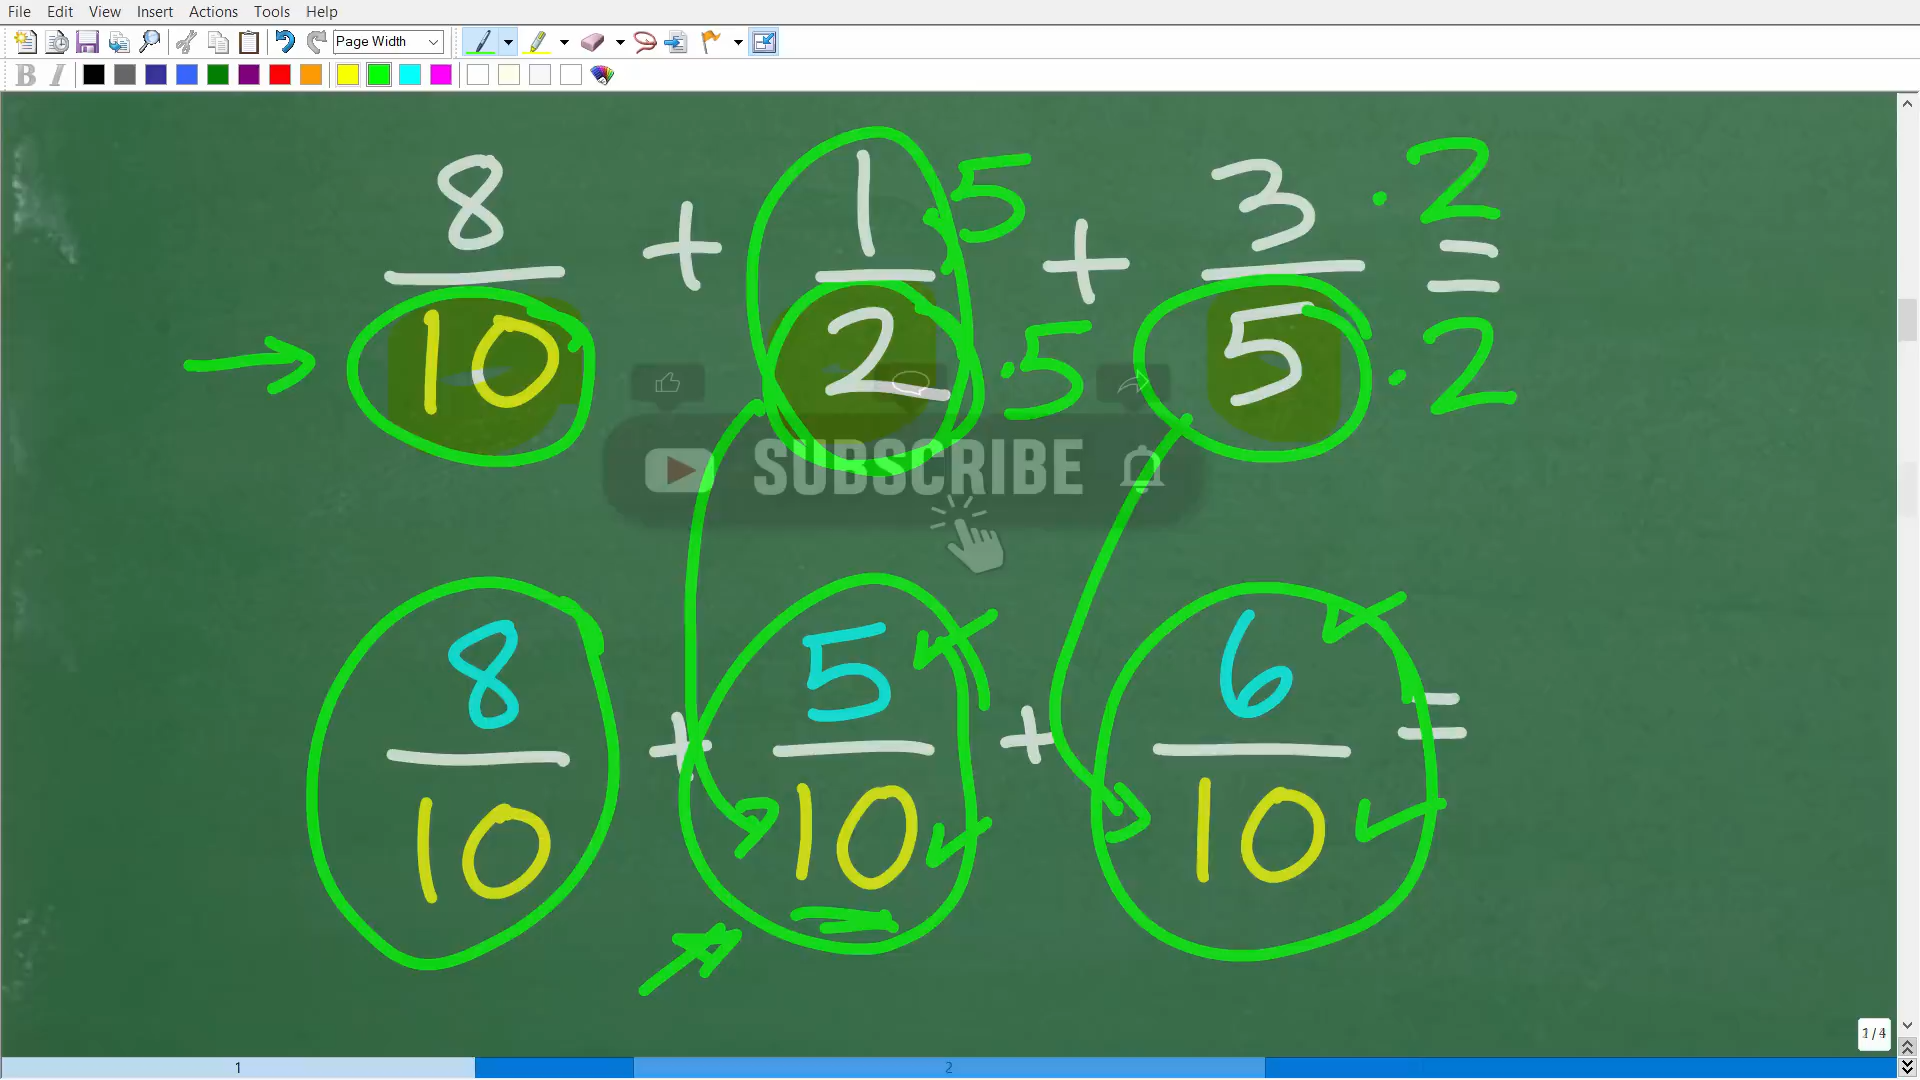 File Edit View Insert Actions Tools Help
Page Width
B I
8 + 1 5 + 3 · 2 =
10 2 · 5 5 · 2
SUBSCRIBE
8 + 5 + 6 =
10 10 10
1/4
1 2